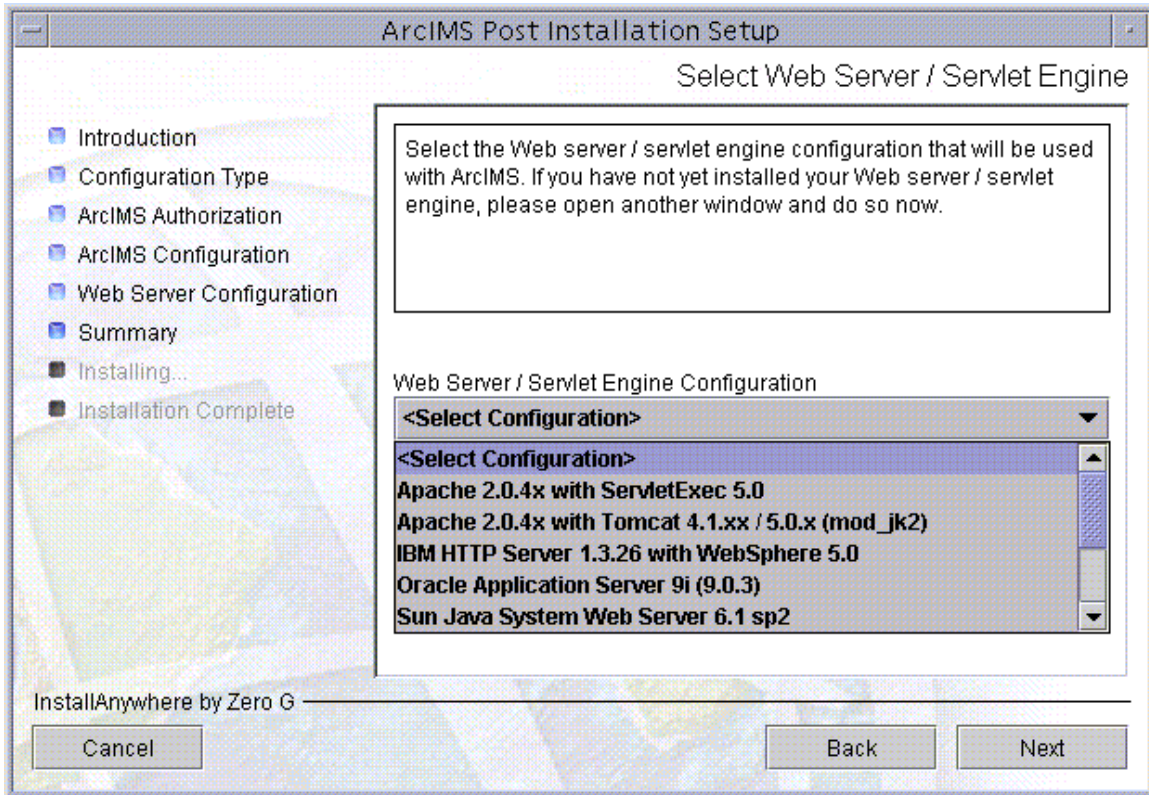 ArcIMS Post Installation Setup
Select Web Server / Servlet Engine
Introduction
Configuration Type
ArcIMS Authorization
ArcIMS Configuration
Web Server Configuration
Summary
Installing...
Installation Complete
Select the Web server / servlet engine configuration that will be used
with ArcIMS. If you have not yet installed your Web server / servlet
engine, please open another window and do so now.
Web Server / Servlet Engine Configuration
<Select Configuration>
<Select Configuration>
Apache 2.0.4x with ServletExec 5.0
Apache 2.0.4x with Tomcat 4.1.xx / 5.0.x (mod_jk2)
IBM HTTP Server 1.3.26 with WebSphere 5.0
Oracle Application Server 9i (9.0.3)
Sun Java System Web Server 6.1 sp2
InstallAnywhere by Zero G
Cancel
Back
Next